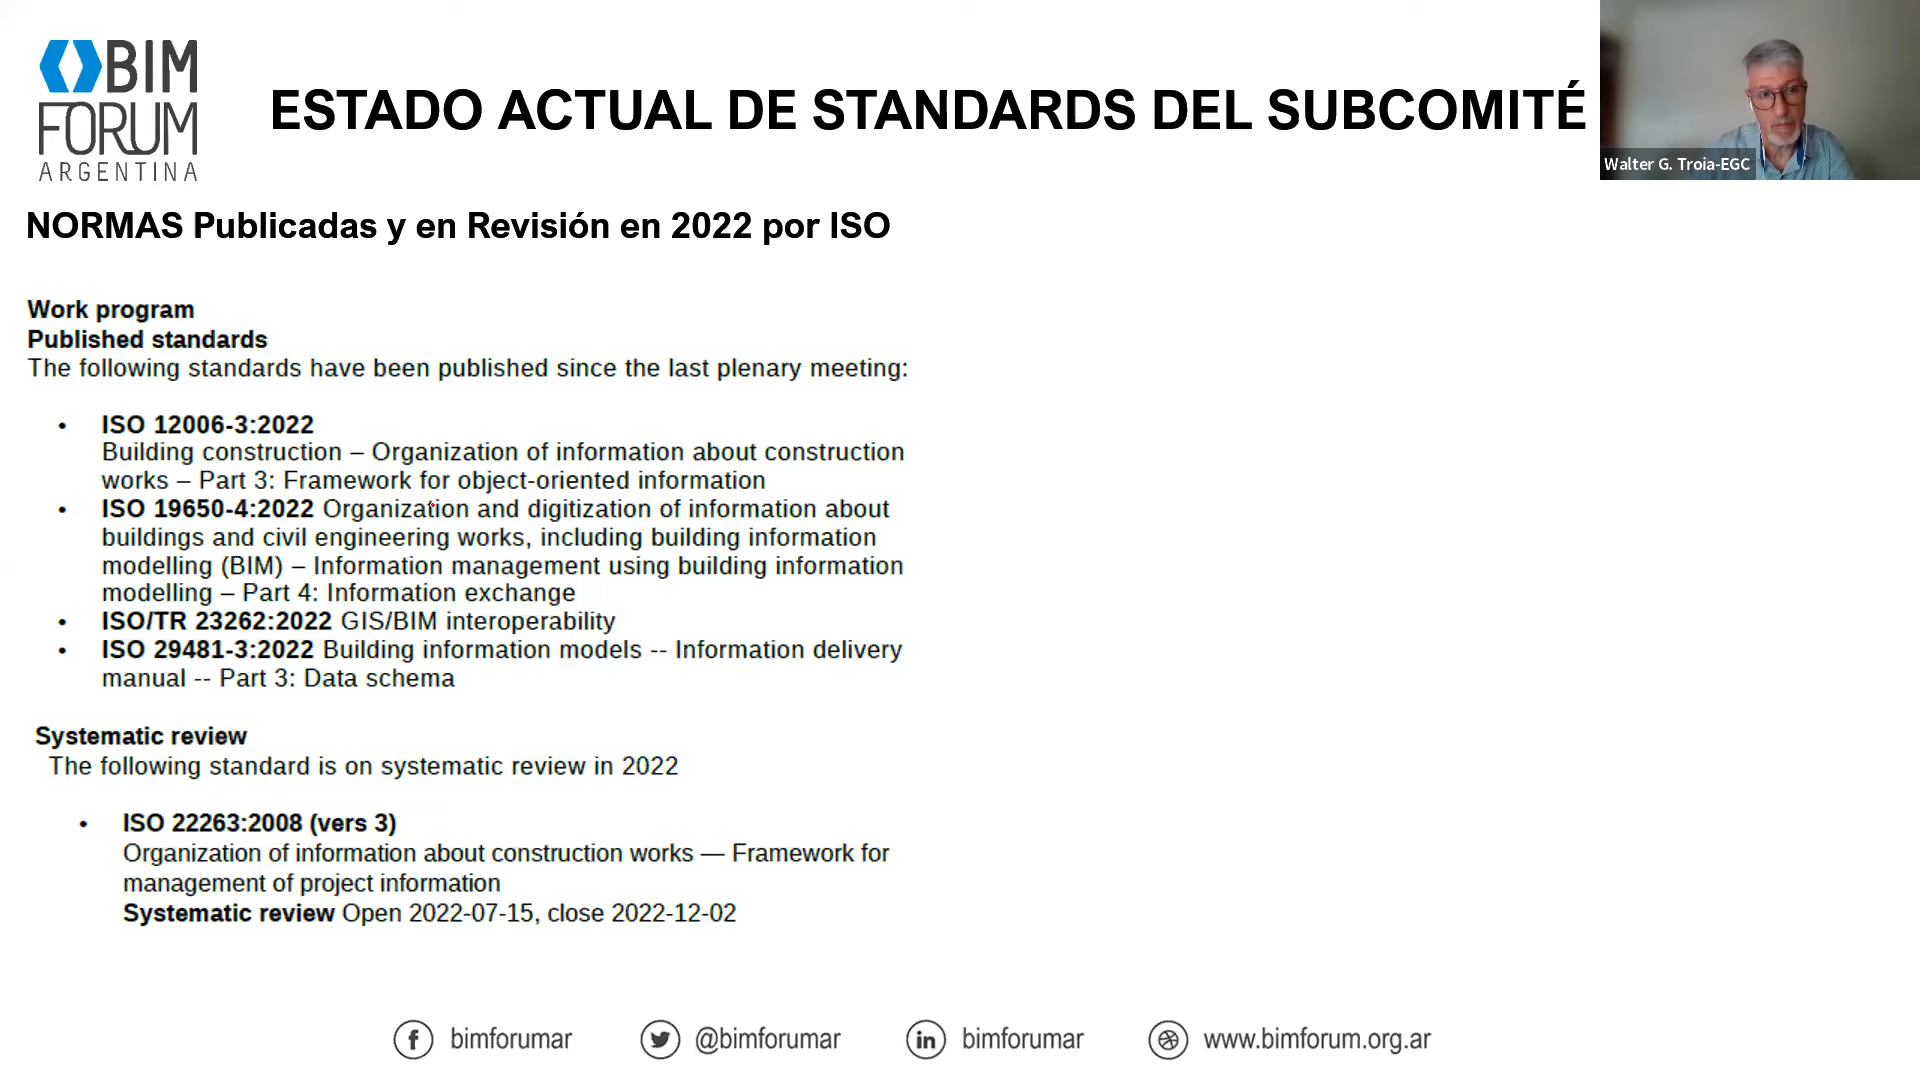 BIM
FORUM
ARGENTINA
ESTADO ACTUAL DE STANDARDS DEL SUBCOMITÉ
Walter G. Troia-EGC
NORMAS Publicadas y en Revisión en 2022 por ISO
Work program
Published standards
The following standards have been published since the last plenary meeting:
• ISO 12006-3:2022
Building construction – Organization of information about construction
works – Part 3: Framework for object-oriented information
• ISO 19650-4:2022 Organization and digitization of information about
buildings and civil engineering works, including building information
modelling (BIM) – Information management using building information
modelling – Part 4: Information exchange
• ISO/TR 23262:2022 GIS/BIM interoperability
• ISO 29481-3:2022 Building information models -- Information delivery
manual -- Part 3: Data schema
Systematic review
The following standard is on systematic review in 2022
• ISO 22263:2008 (vers 3)
Organization of information about construction works — Framework for
management of project information
Systematic review Open 2022-07-15, close 2022-12-02
bimforumar
@bimforumar
bimforumar
www.bimforum.org.ar